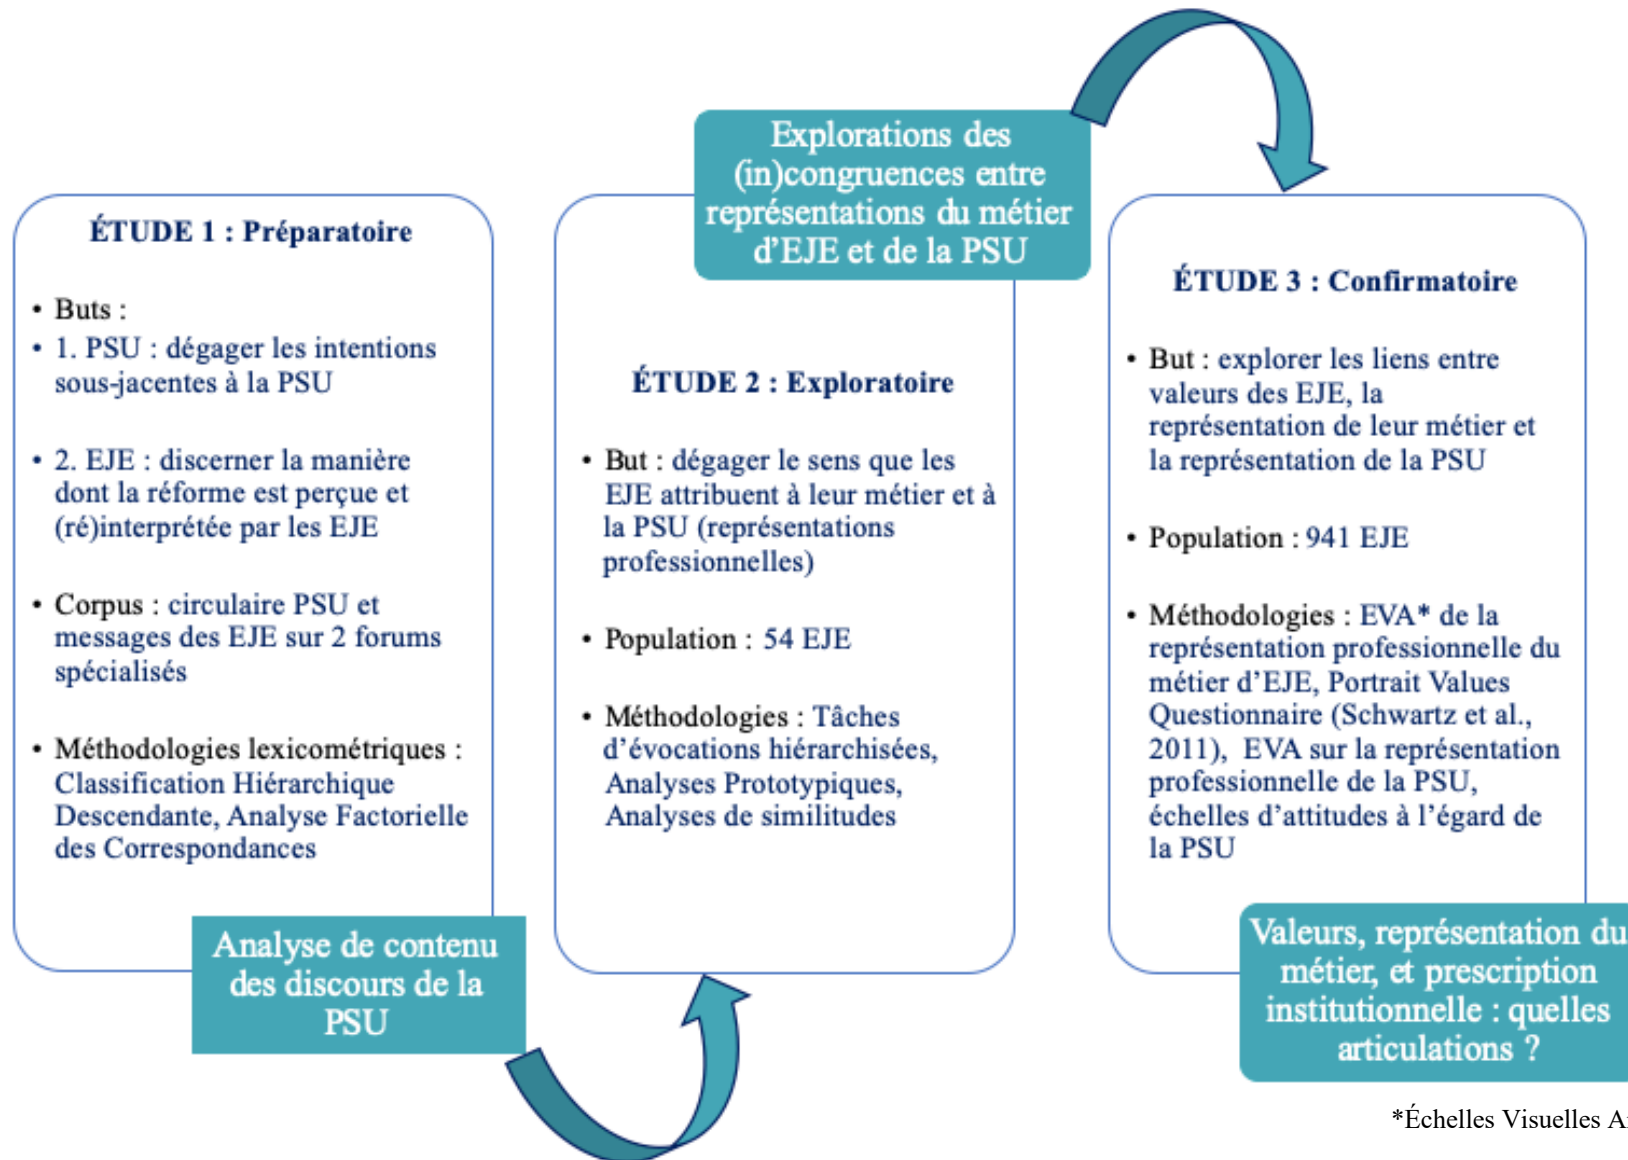 ÉTUDE 1 : Préparatoire
• Buts :
• 1. PSU : dégager les intentions
sous-jacentes à la PSU
• 2. EJE : discerner la manière
dont la réforme est perçue et
(ré)interprétée par les EJE
• Corpus : circulaire PSU et
messages des EJE sur 2 forums
spécialisés
• Méthodologies lexicométriques :
Classification Hiérarchique
Descendante, Analyse Factorielle
des Correspondances
Analyse de contenu
des discours de la
PSU
Explorations des
(in)congruences entre
représentations du métier
d’EJE et de la PSU
ÉTUDE 2 : Exploratoire
• But : dégager le sens que les
EJE attribuent à leur métier et à
la PSU (représentations
professionnelles)
• Population : 54 EJE
• Méthodologies : Tâches
d’évocations hiérarchisées,
Analyses Prototypiques,
Analyses de similitudes
ÉTUDE 3 : Confirmatoire
• But : explorer les liens entre
valeurs des EJE, la
représentation de leur métier et
la représentation de la PSU
• Population : 941 EJE
• Méthodologies : EVA* de la
représentation professionnelle du
métier d’EJE, Portrait Values
Questionnaire (Schwartz et al.,
2011), EVA sur la représentation
professionnelle de la PSU,
échelles d’attitudes à l’égard de
la PSU
Valeurs, représentation du
métier, et prescription
institutionnelle : quelles
articulations ?
*Échelles Visuelles